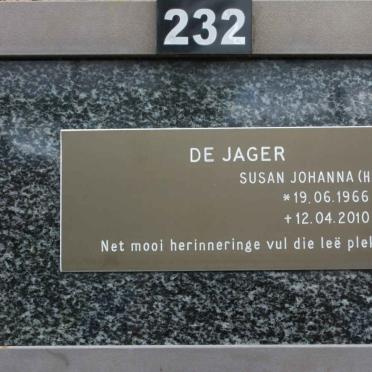 232
DE JAGER
SUSAN JOHANNA (H
*19.06.1966
+12.04.2010
Net mooi herinneringe vul die leë plek